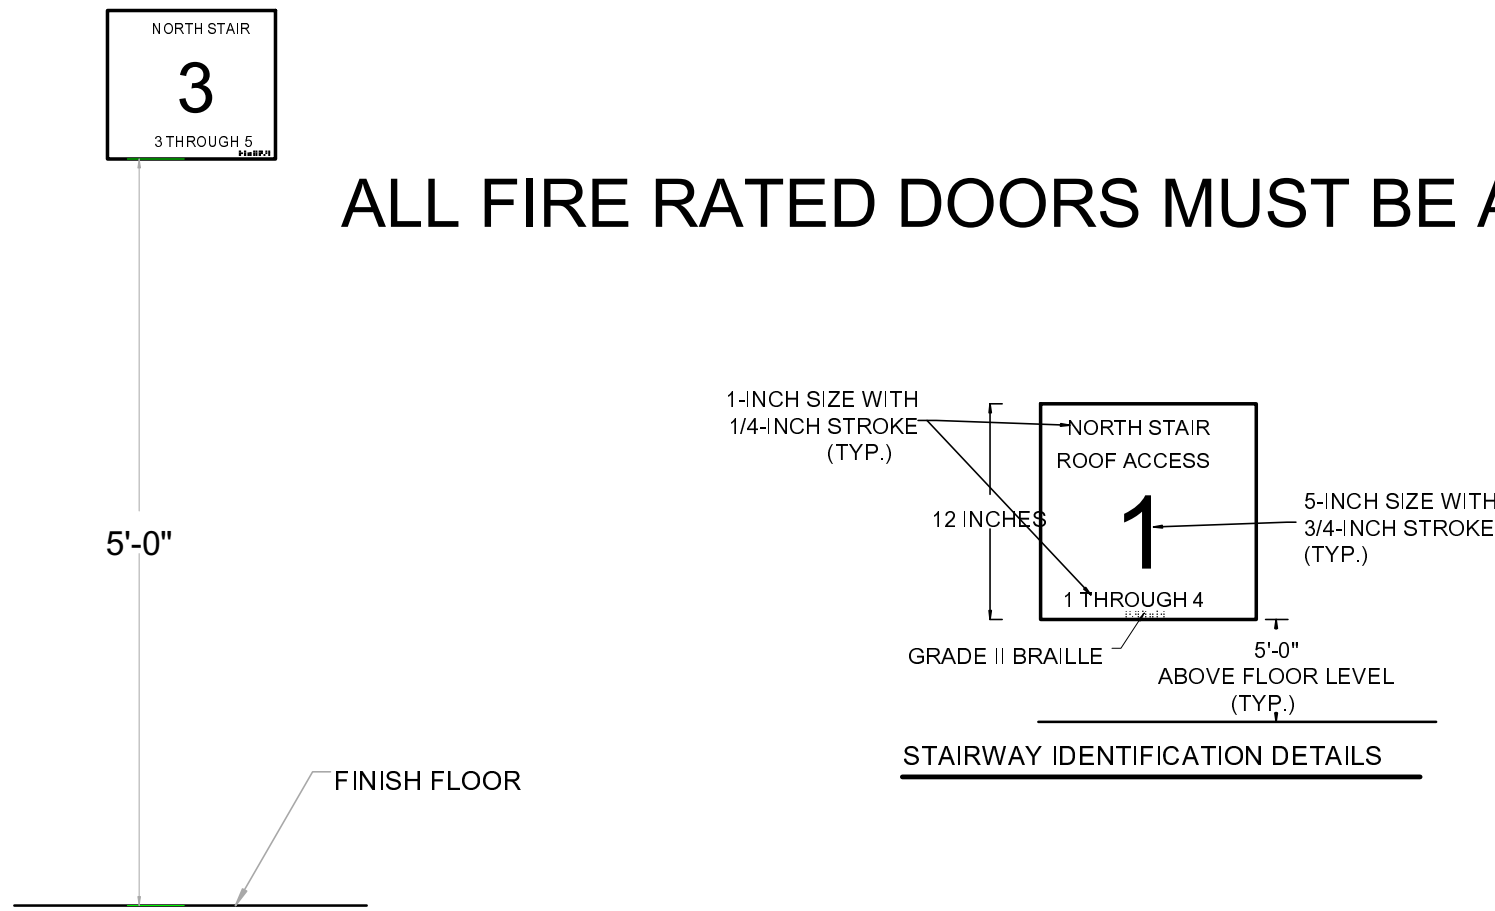 NORTH STAIR
3
3 THROUGH 5
ALL FIRE RATED DOORS MUST BE
1-INCH SIZE WITH
1/4-INCH STROKE
(TYP.)
NORTH STAIR
ROOF ACCESS
12 INCHES
1
5-INCH SIZE WITH
3/4-INCH STROKE
(TYP.)
5'-0"
1 THROUGH 4
GRADE II BRAILLE
5'-0"
ABOVE FLOOR LEVEL
(TYP.)
STAIRWAY IDENTIFICATION DETAILS
FINISH FLOOR